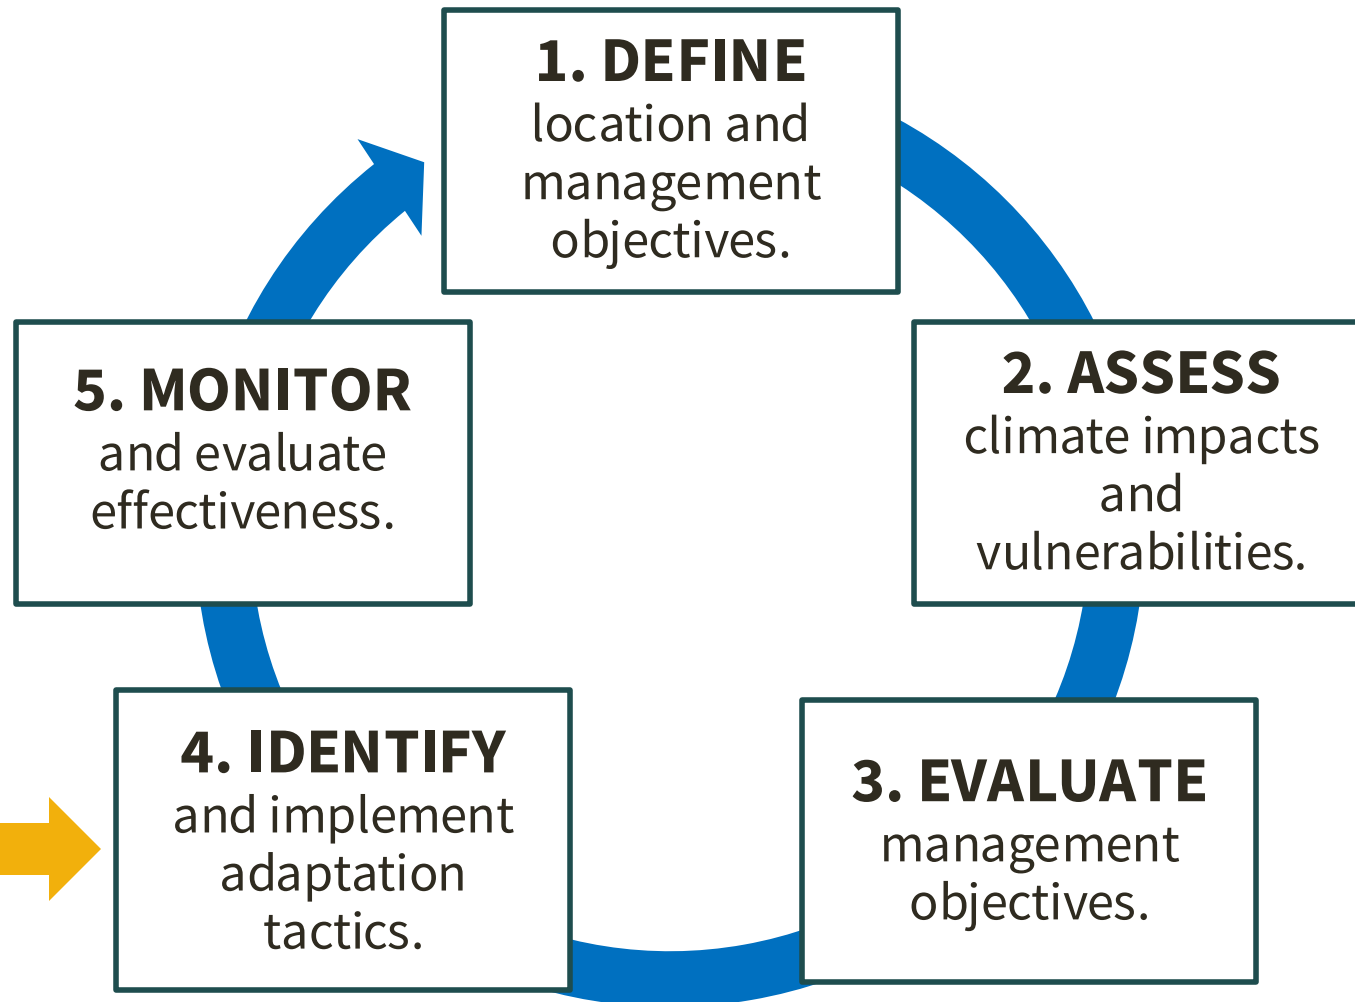 1. DEFINE
location and
management
objectives.
2. ASSESS
climate impacts
and
vulnerabilities.
3. EVALUATE
management
objectives.
4. IDENTIFY
and implement
adaptation
tactics.
5. MONITOR
and evaluate
effectiveness.